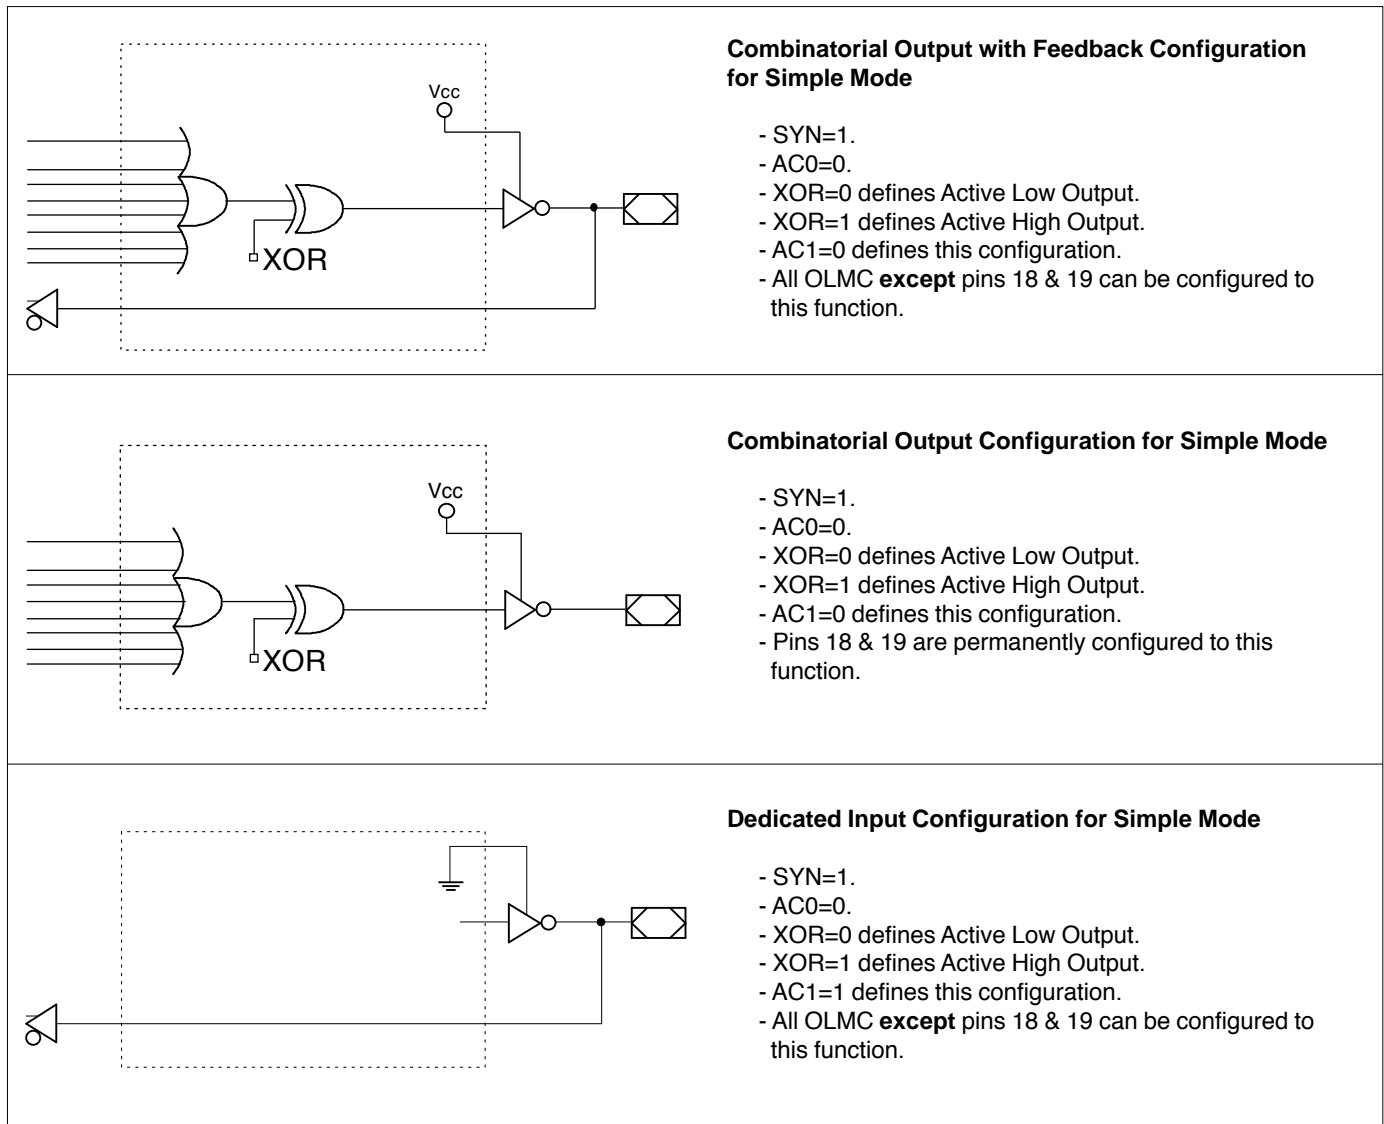 Combinatorial Output with Feedback Configuration
for Simple Mode
Vcc
- SYN=1.
- AC0=0.
- XOR=0 defines Active Low Output.
- XOR=1 defines Active High Output.
- AC1=0 defines this configuration.
- All OLMC except pins 18 & 19 can be configured to
this function.
XOR
Combinatorial Output Configuration for Simple Mode
Vcc
- SYN=1.
- AC0=0.
- XOR=0 defines Active Low Output.
- XOR=1 defines Active High Output.
- AC1=0 defines this configuration.
- Pins 18 & 19 are permanently configured to this
function.
XOR
Dedicated Input Configuration for Simple Mode
- SYN=1.
- AC0=0.
- XOR=0 defines Active Low Output.
- XOR=1 defines Active High Output.
- AC1=1 defines this configuration.
- All OLMC except pins 18 & 19 can be configured to
this function.